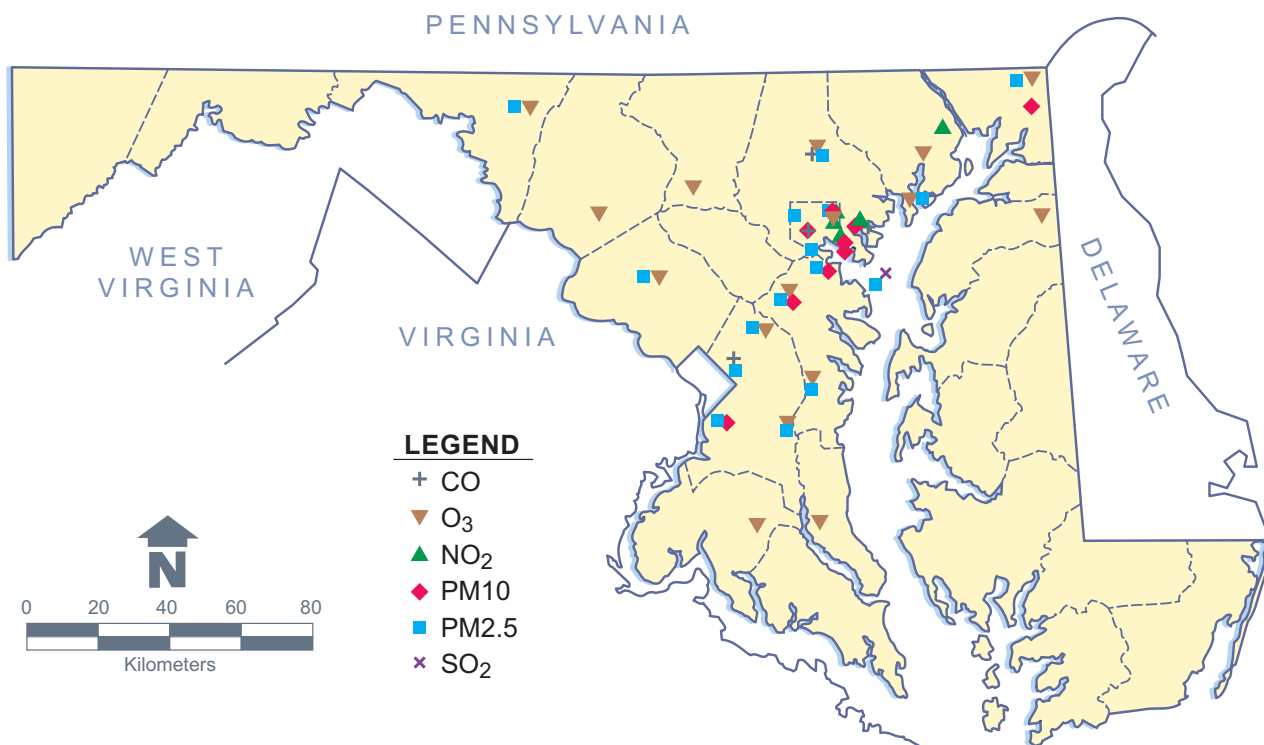 PENNSYLVANIA
WEST
VIRGINIA
VIRGINIA
DELAWARE
LEGEND
CO
O₃
NO₂
PM10
PM2.5
SO₂
N
0 20 40 60 80
Kilometers